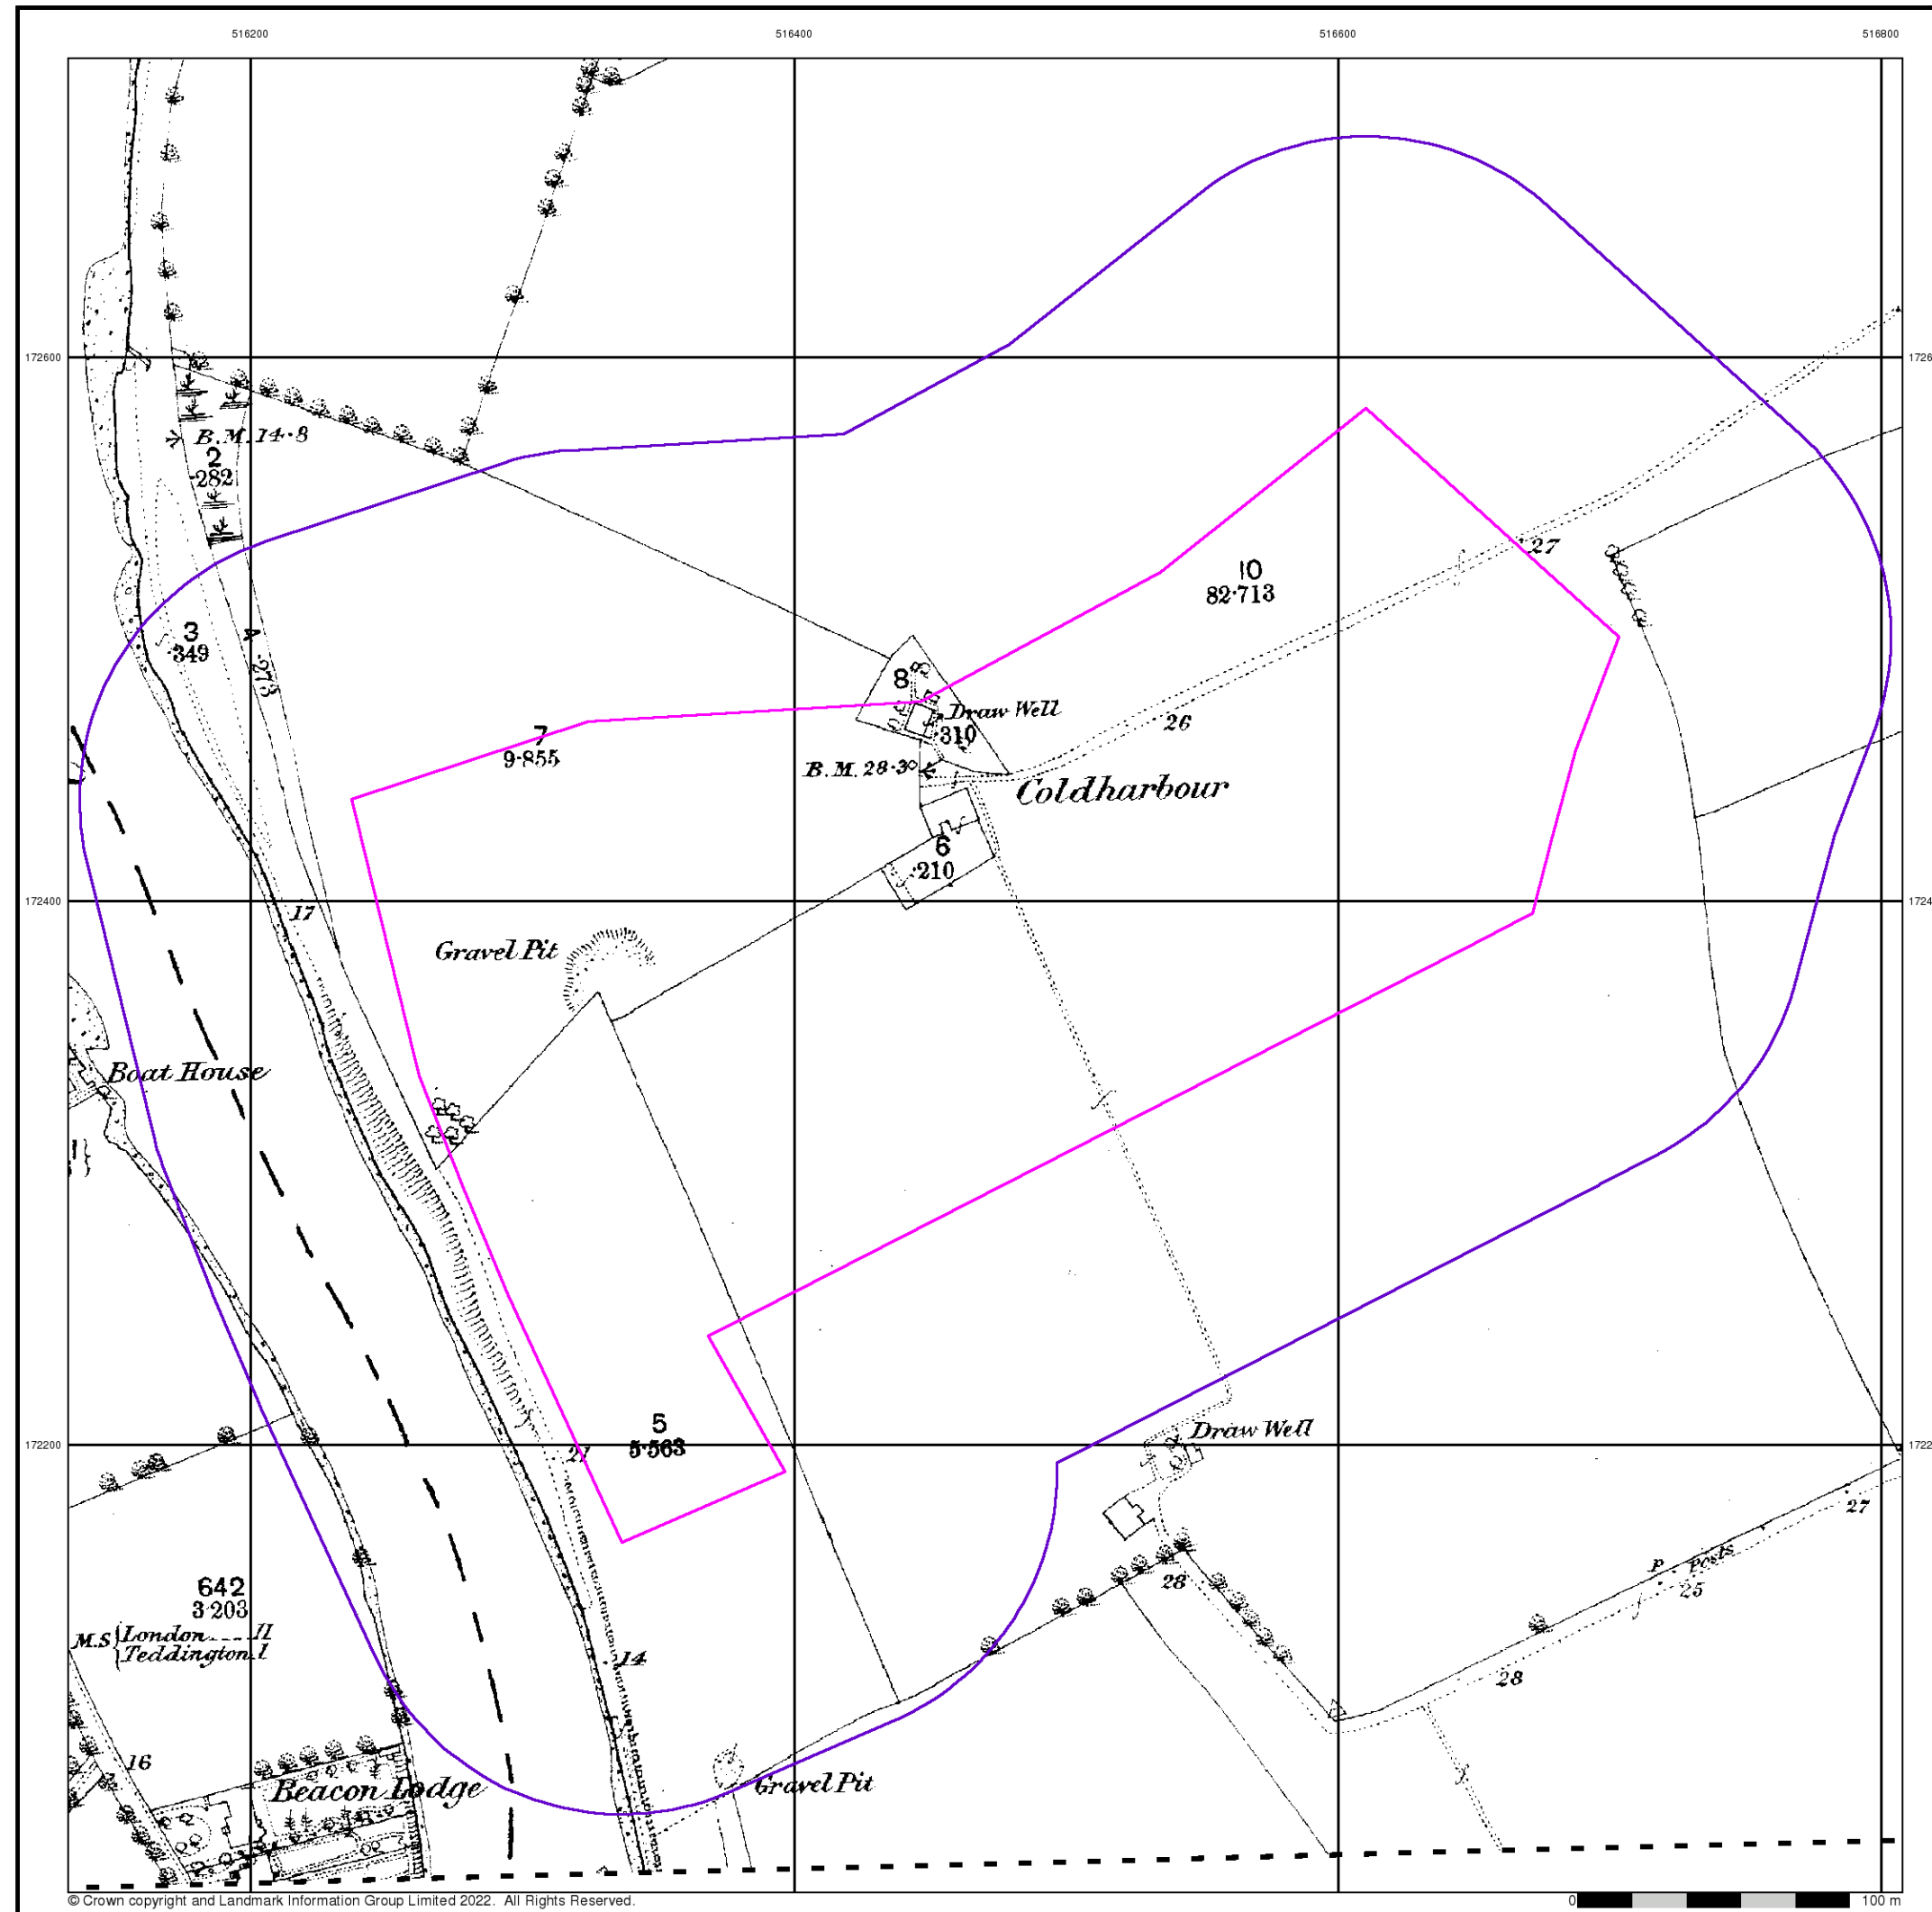 516200 516400 516600 516800
172600
B.M. 14·8
2
·282
3
·349
4
·273
10
82·713
27
26
8
Draw Well
·310
7
9·855
B.M. 28·3
Coldharbour
6
·210
172400
17
Gravel Pit
Boat House
5
5·563
172200
21
Draw Well
27
P. posts
25
28
28
642
3·203
M.S { London II
Teddington I
14
16
Beacon Lodge
Gravel Pit
© Crown copyright and Landmark Information Group Limited 2022. All Rights Reserved.
0 100 m